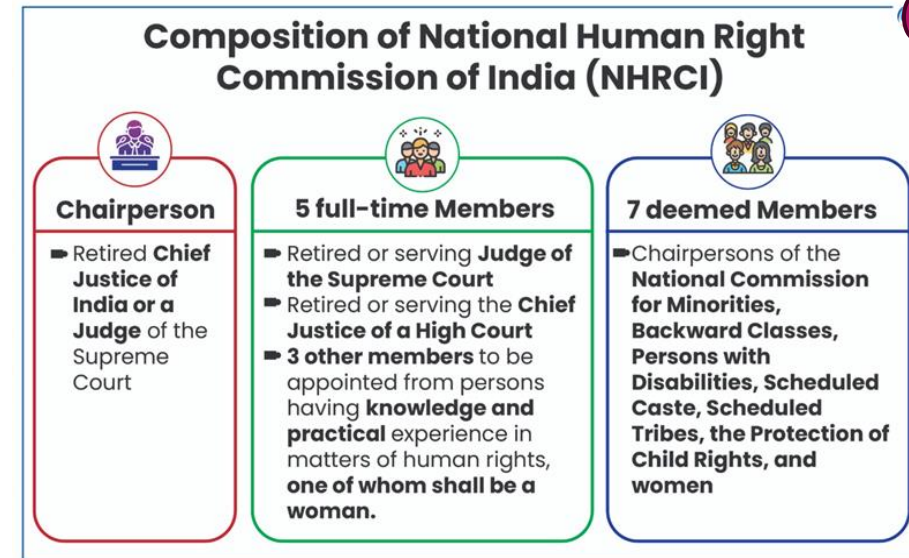 Composition of National Human Right
Commission of India (NHRCI)
Chairperson
Retired Chief
Justice of
India or a
Judge of the
Supreme
Court
5 full-time Members
Retired or serving Judge of
the Supreme Court
Retired or serving the Chief
Justice of a High Court
3 other members to be
appointed from persons
having knowledge and
practical experience in
matters of human rights,
one of whom shall be a
woman.
7 deemed Members
Chairpersons of the
National Commission
for Minorities,
Backward Classes,
Persons with
Disabilities, Scheduled
Caste, Scheduled
Tribes, the Protection of
Child Rights, and
women